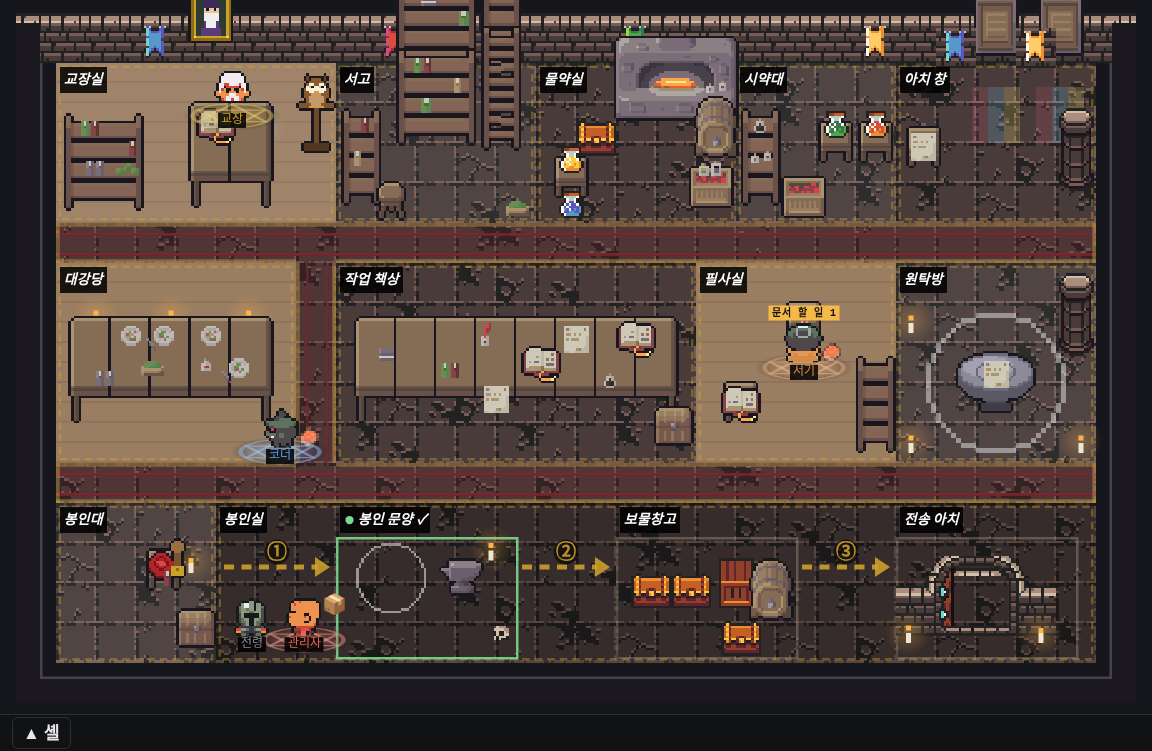 교장실
서고
물약실
시약대
아치 창
교장
대강당
작업 책상
필사실
원탁방
문서 할 일 1
서기
코더
봉인대
봉인실
● 봉인 문양 ✓
보물창고
전송 아치
①
②
③
전령
관리자
▲ 셸